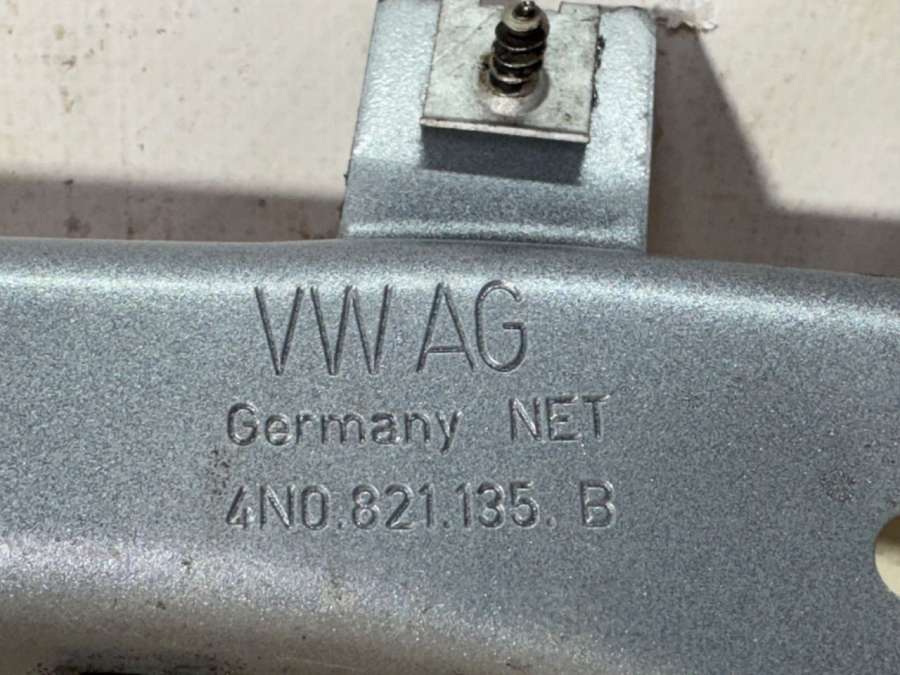 VW AG
Germany NET
4N0.821.135. B